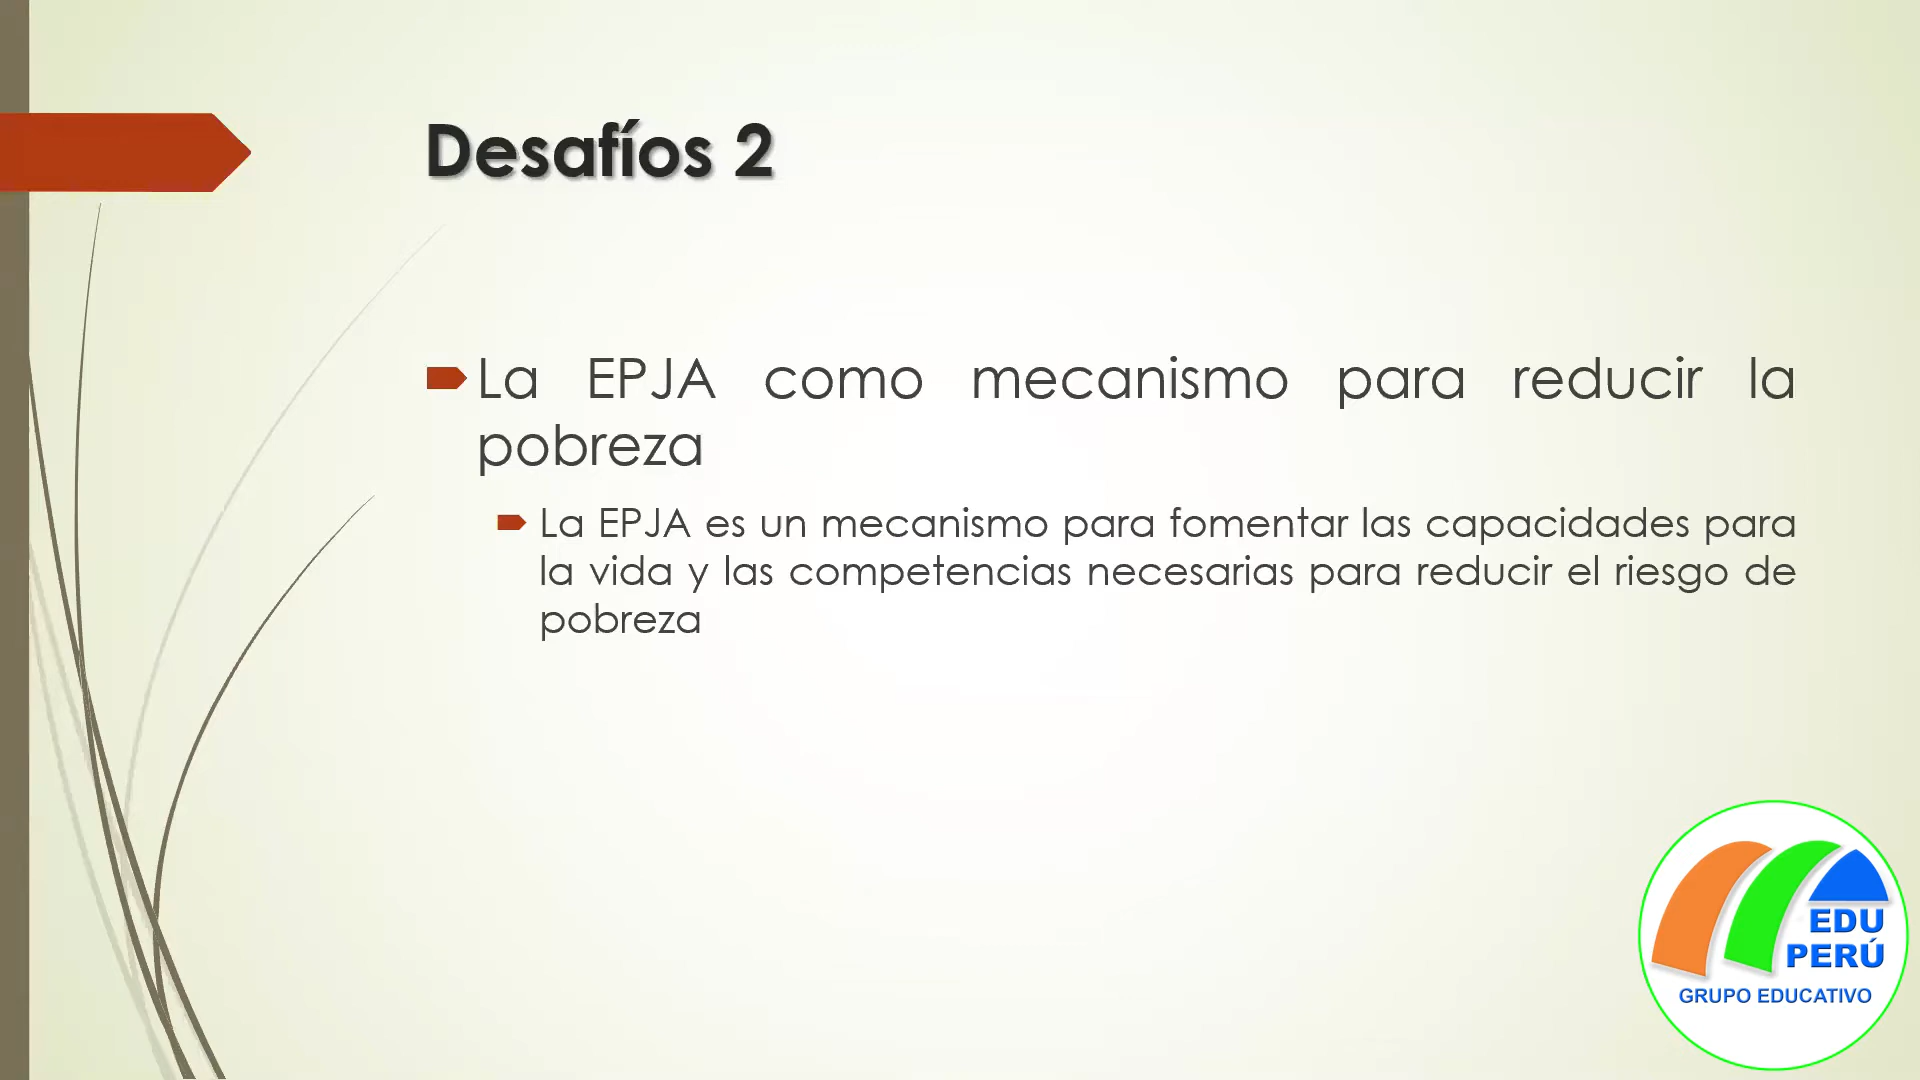 Desafíos 2
La EPJA como mecanismo para reducir la
pobreza
La EPJA es un mecanismo para fomentar las capacidades para
la vida y las competencias necesarias para reducir el riesgo de
pobreza
EDU
PERÚ
GRUPO EDUCATIVO